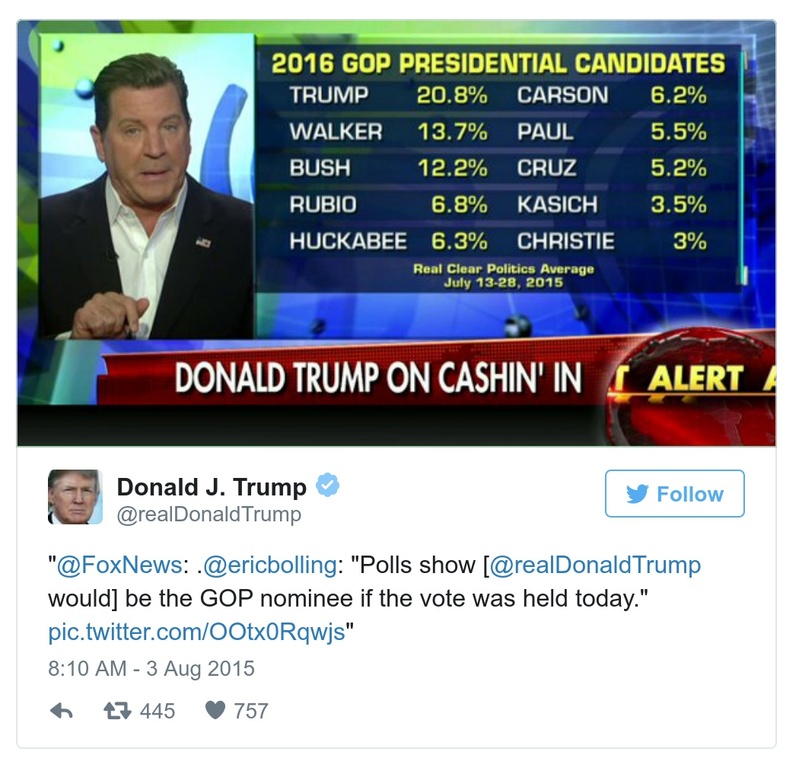 2016 GOP PRESIDENTIAL CANDIDATES
TRUMP 20.8% CARSON 6.2%
WALKER 13.7% PAUL 5.5%
BUSH 12.2% CRUZ 5.2%
RUBIO 6.8% KASICH 3.5%
HUCKABEE 6.3% CHRISTIE 3%
Real Clear Politics Average
July 13-28, 2015
DONALD TRUMP ON CASHIN' IN
T ALERT A
Donald J. Trump
@realDonaldTrump
Follow
"@FoxNews: .@ericbolling: "Polls show [@realDonaldTrump
would] be the GOP nominee if the vote was held today."
pic.twitter.com/OOtx0Rqwjs"
8:10 AM - 3 Aug 2015
445 757